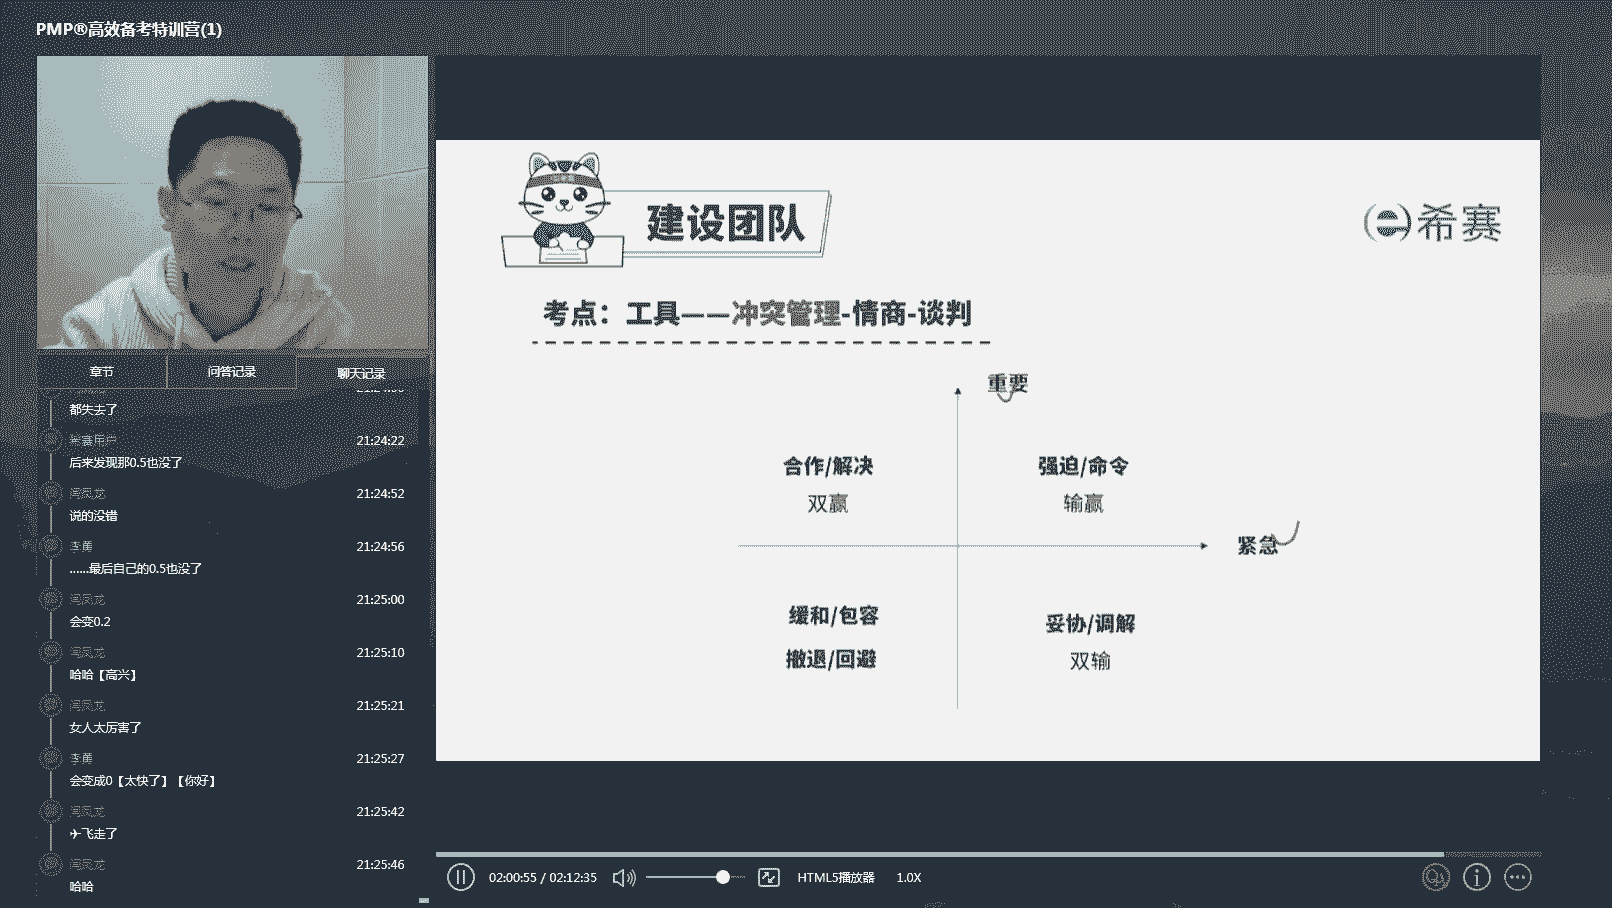 PMP®高效备考特训营(1)
章节
问答记录
聊天记录
都失去了
希赛用户
21:24:22
后来发现那0.5也没了
冯凤龙
21:24:52
说的没错
李勇
21:24:56
......最后自己的0.5也没了
冯凤龙
21:25:00
会变0.2
冯凤龙
21:25:10
哈哈【高兴】
冯凤龙
21:25:21
女人太厉害了
李勇
21:25:27
会变成0【太快了】【你好】
冯凤龙
21:25:42
✈飞走了
冯凤龙
21:25:46
哈哈
建设团队
希赛
考点：工具——冲突管理-情商-谈判
重要
合作/解决
双赢
强迫/命令
输赢
紧急
缓和/包容
撤退/回避
妥协/调解
双输
02:00:55 / 02:12:35
HTML5播放器
1.0X